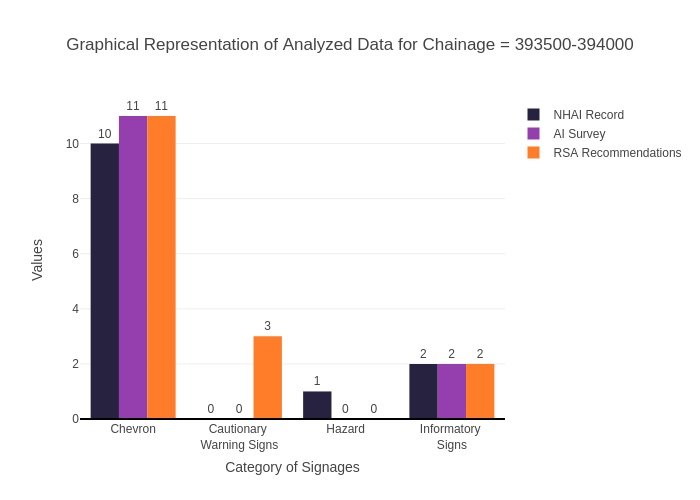 Graphical Representation of Analyzed Data for Chainage = 393500-394000
NHAI Record
AI Survey
RSA Recommendations
Values
10
8
6
4
2
0
10
11
11
0
0
3
1
0
0
2
2
2
Chevron
Cautionary
Warning Signs
Hazard
Informatory
Signs
Category of Signages